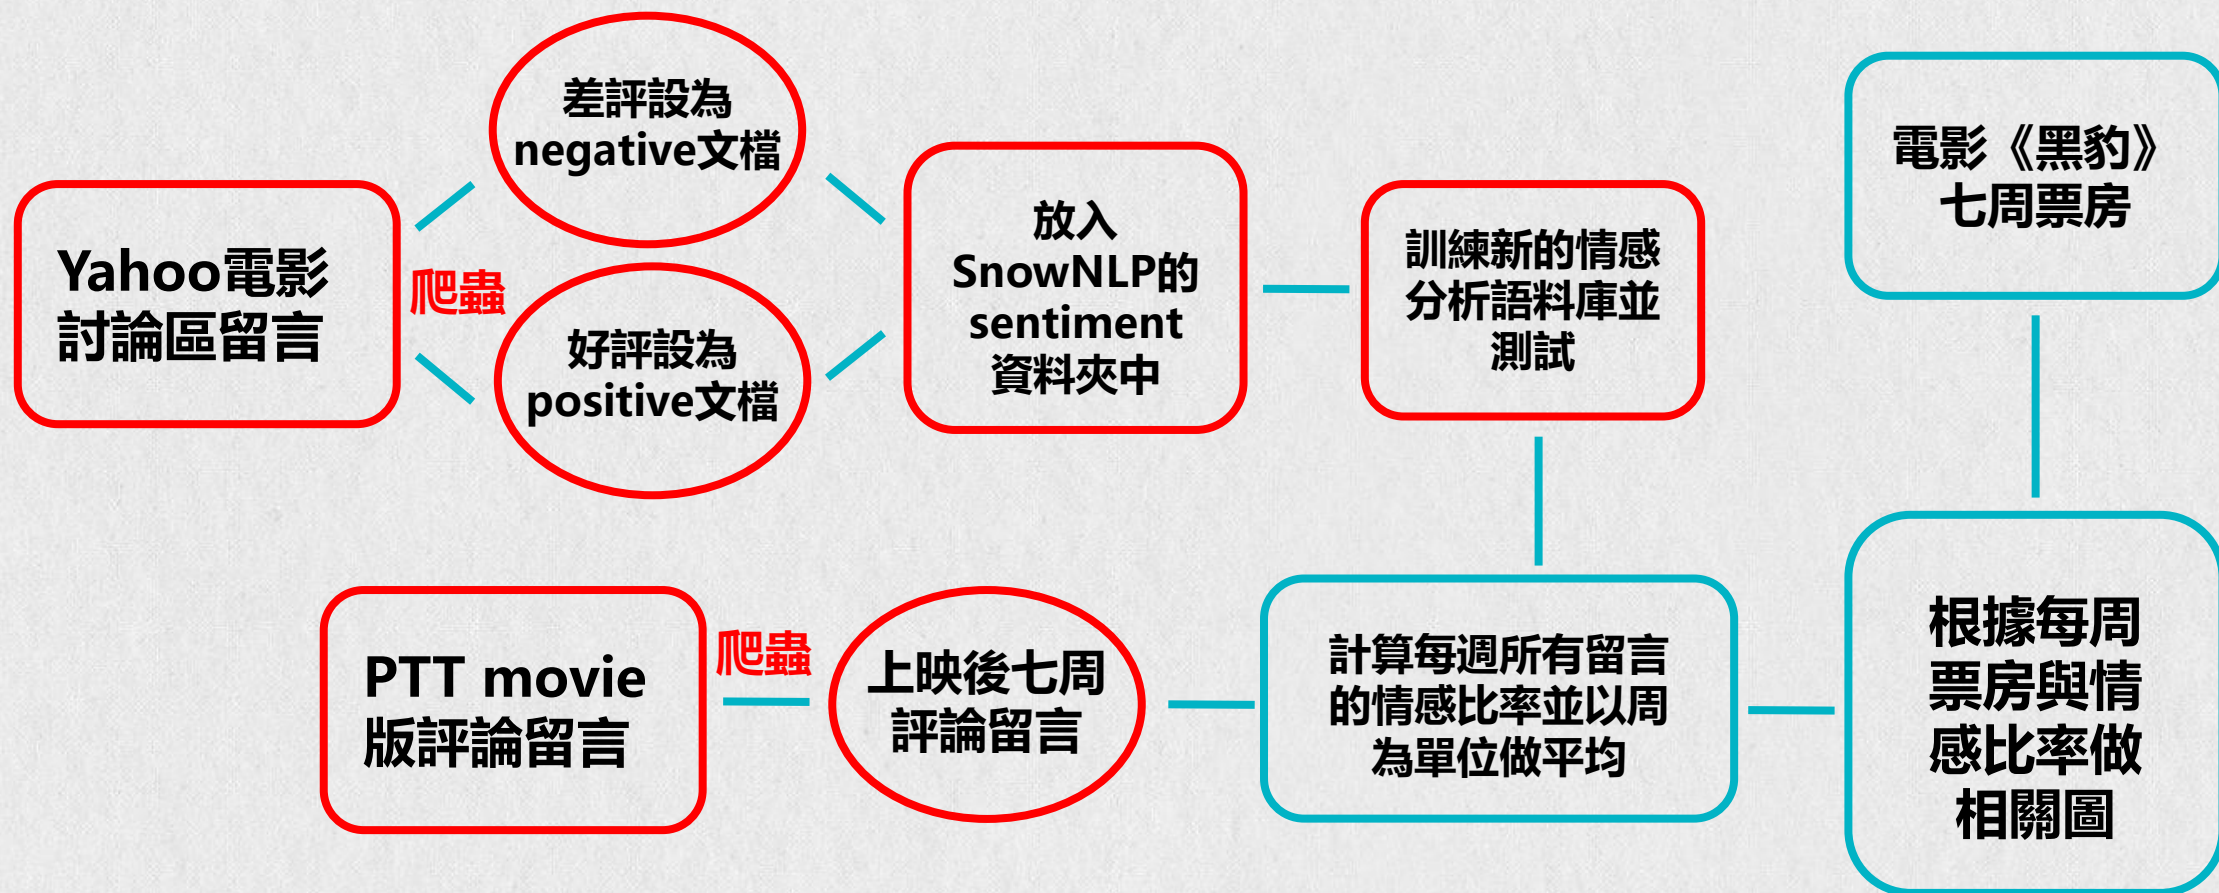 Yahoo電影
討論區留言
爬蟲
差評設為
negative文檔
好評設為
positive文檔
放入
SnowNLP的
sentiment
資料夾中
訓練新的情感
分析語料庫並
測試
電影《黑豹》
七周票房
PTT movie
版評論留言
爬蟲
上映後七周
評論留言
計算每週所有留言
的情感比率並以周
為單位做平均
根據每周
票房與情
感比率做
相關圖